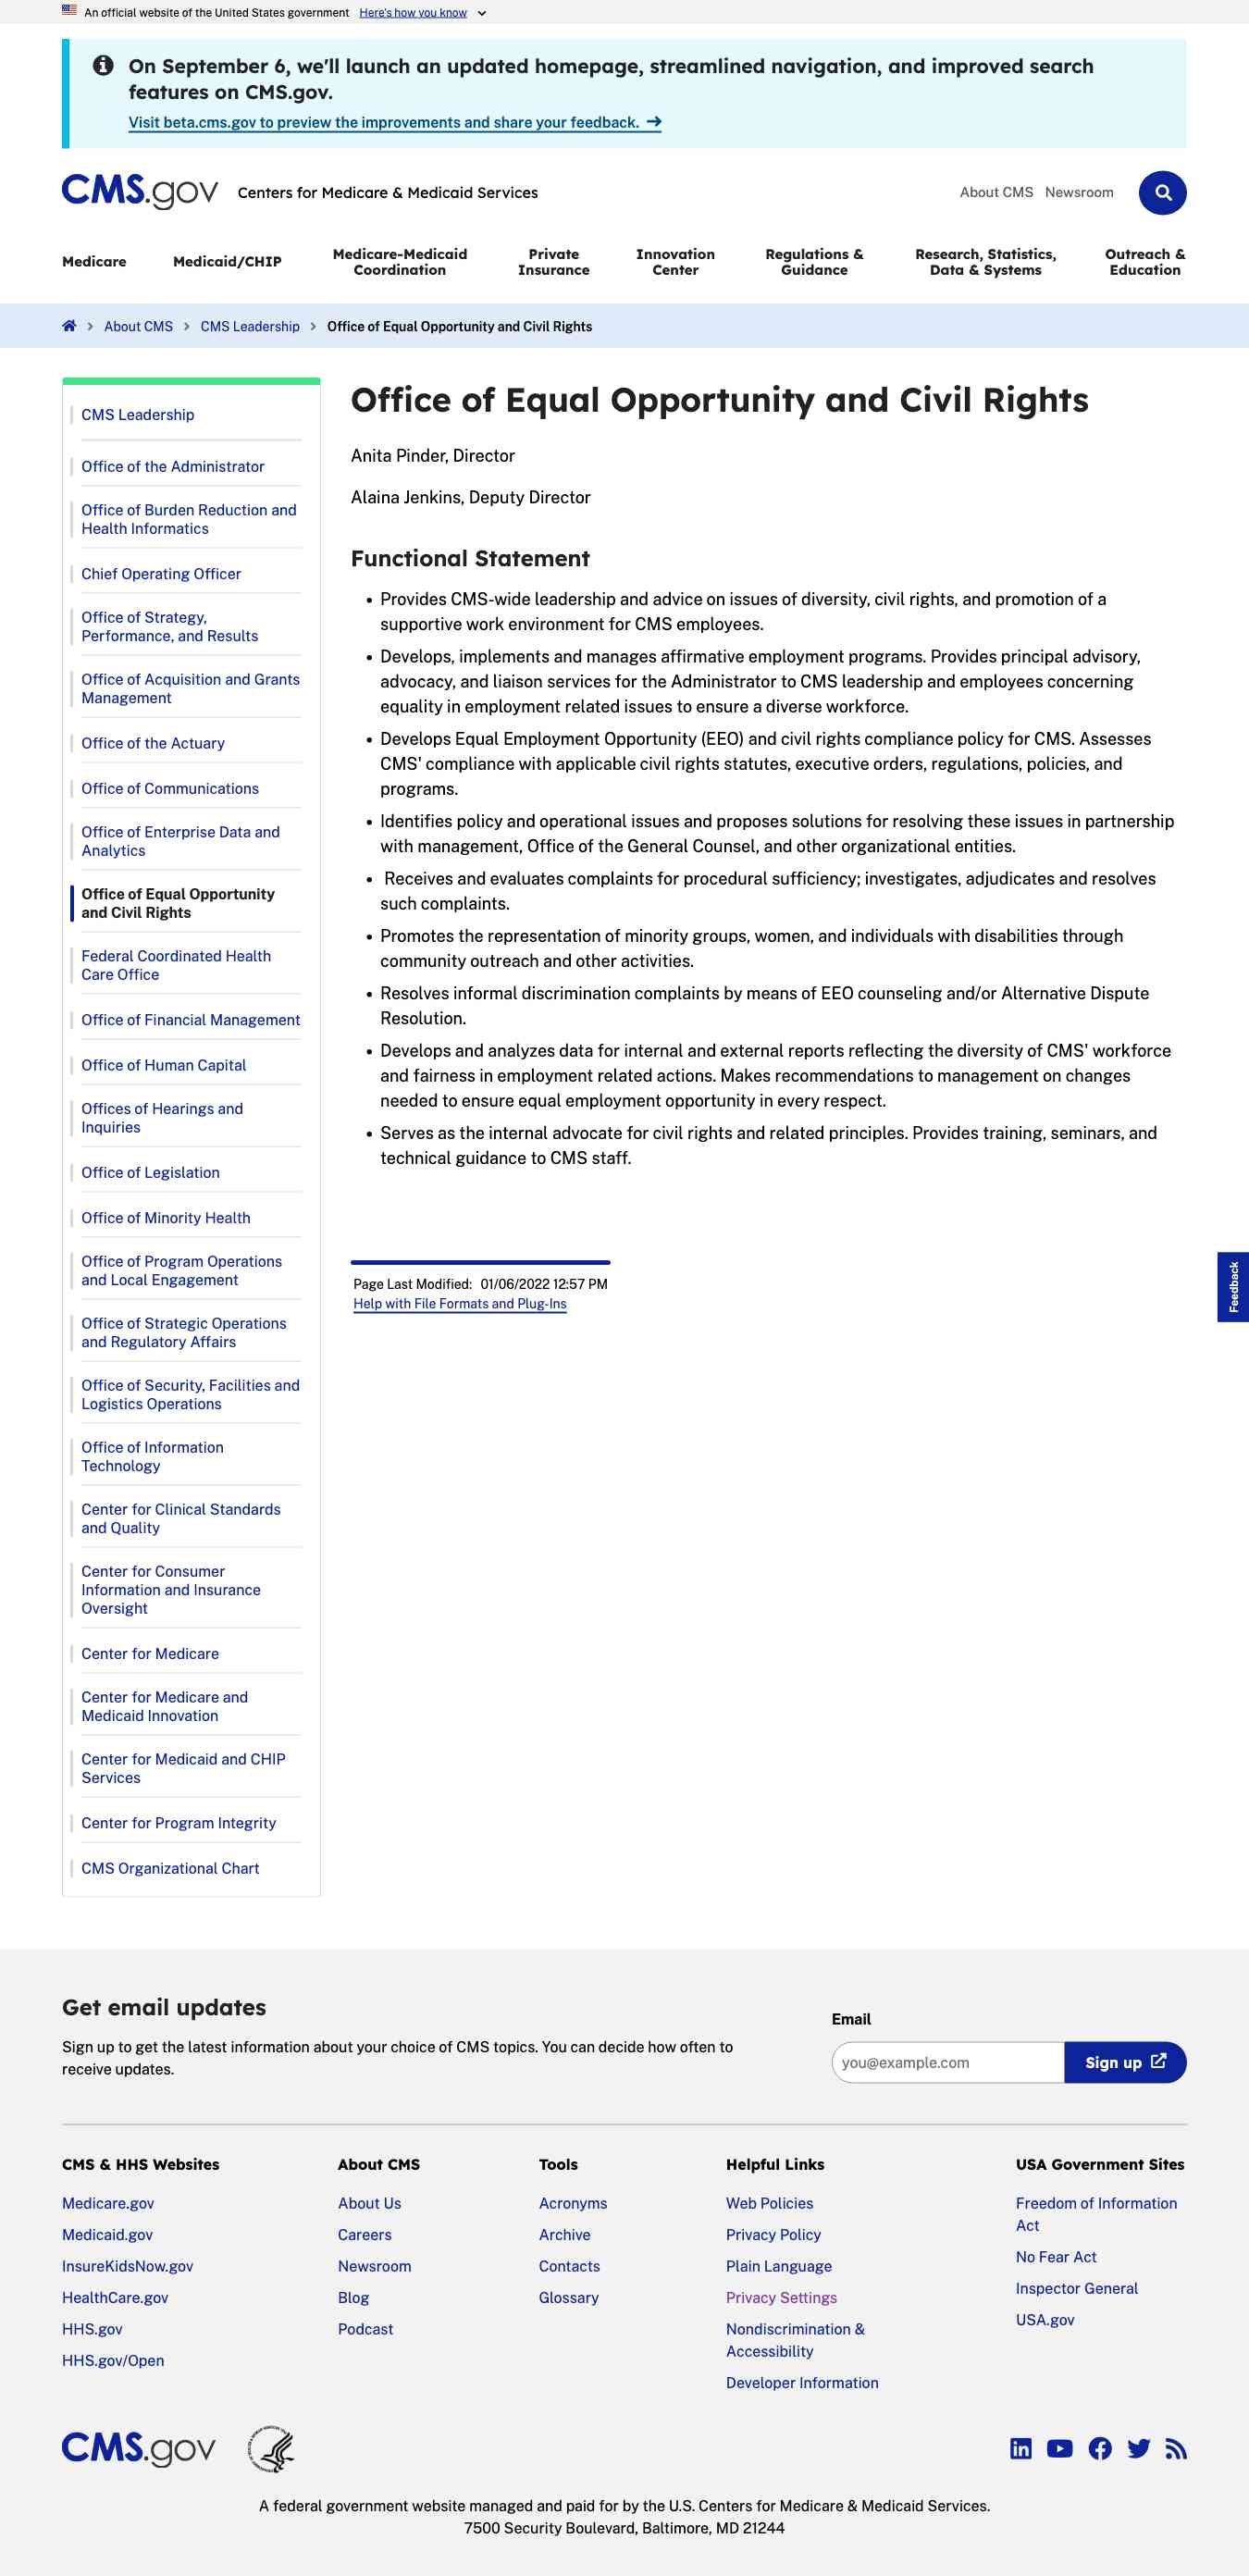 An official website of the United States government Here's how you know
On September 6, we'll launch an updated homepage, streamlined navigation, and improved search
features on CMS.gov.
Visit beta.cms.gov to preview the improvements and share your feedback.
CMS.gov Centers for Medicare & Medicaid Services
About CMS Newsroom
Medicare
Medicaid/CHIP
Medicare-Medicaid
Coordination
Private
Insurance
Innovation
Center
Regulations &
Guidance
Research, Statistics,
Data & Systems
Outreach &
Education
About CMS CMS Leadership Office of Equal Opportunity and Civil Rights
CMS Leadership
Office of the Administrator
Office of Burden Reduction and
Health Informatics
Chief Operating Officer
Office of Strategy,
Performance, and Results
Office of Acquisition and Grants
Management
Office of the Actuary
Office of Communications
Office of Enterprise Data and
Analytics
Office of Equal Opportunity
and Civil Rights
Federal Coordinated Health
Care Office
Office of Financial Management
Office of Human Capital
Offices of Hearings and
Inquiries
Office of Legislation
Office of Minority Health
Office of Program Operations
and Local Engagement
Office of Strategic Operations
and Regulatory Affairs
Office of Security, Facilities and
Logistics Operations
Office of Information
Technology
Center for Clinical Standards
and Quality
Center for Consumer
Information and Insurance
Oversight
Center for Medicare
Center for Medicare and
Medicaid Innovation
Center for Medicaid and CHIP
Services
Center for Program Integrity
CMS Organizational Chart
Office of Equal Opportunity and Civil Rights
Anita Pinder, Director
Alaina Jenkins, Deputy Director
Functional Statement
• Provides CMS-wide leadership and advice on issues of diversity, civil rights, and promotion of a
supportive work environment for CMS employees.
• Develops, implements and manages affirmative employment programs. Provides principal advisory,
advocacy, and liaison services for the Administrator to CMS leadership and employees concerning
equality in employment related issues to ensure a diverse workforce.
• Develops Equal Employment Opportunity (EEO) and civil rights compliance policy for CMS. Assesses
CMS' compliance with applicable civil rights statutes, executive orders, regulations, policies, and
programs.
• Identifies policy and operational issues and proposes solutions for resolving these issues in partnership
with management, Office of the General Counsel, and other organizational entities.
• Receives and evaluates complaints for procedural sufficiency; investigates, adjudicates and resolves
such complaints.
• Promotes the representation of minority groups, women, and individuals with disabilities through
community outreach and other activities.
• Resolves informal discrimination complaints by means of EEO counseling and/or Alternative Dispute
Resolution.
• Develops and analyzes data for internal and external reports reflecting the diversity of CMS' workforce
and fairness in employment related actions. Makes recommendations to management on changes
needed to ensure equal employment opportunity in every respect.
• Serves as the internal advocate for civil rights and related principles. Provides training, seminars, and
technical guidance to CMS staff.
Page Last Modified: 01/06/2022 12:57 PM
Help with File Formats and Plug-Ins
Feedback
Get email updates
Sign up to get the latest information about your choice of CMS topics. You can decide how often to
receive updates.
Email
you@example.com
Sign up
CMS & HHS Websites
Medicare.gov
Medicaid.gov
InsureKidsNow.gov
HealthCare.gov
HHS.gov
HHS.gov/Open
About CMS
About Us
Careers
Newsroom
Blog
Podcast
Tools
Acronyms
Archive
Contacts
Glossary
Helpful Links
Web Policies
Privacy Policy
Plain Language
Privacy Settings
Nondiscrimination &
Accessibility
Developer Information
USA Government Sites
Freedom of Information
Act
No Fear Act
Inspector General
USA.gov
CMS.gov
A federal government website managed and paid for by the U.S. Centers for Medicare & Medicaid Services.
7500 Security Boulevard, Baltimore, MD 21244